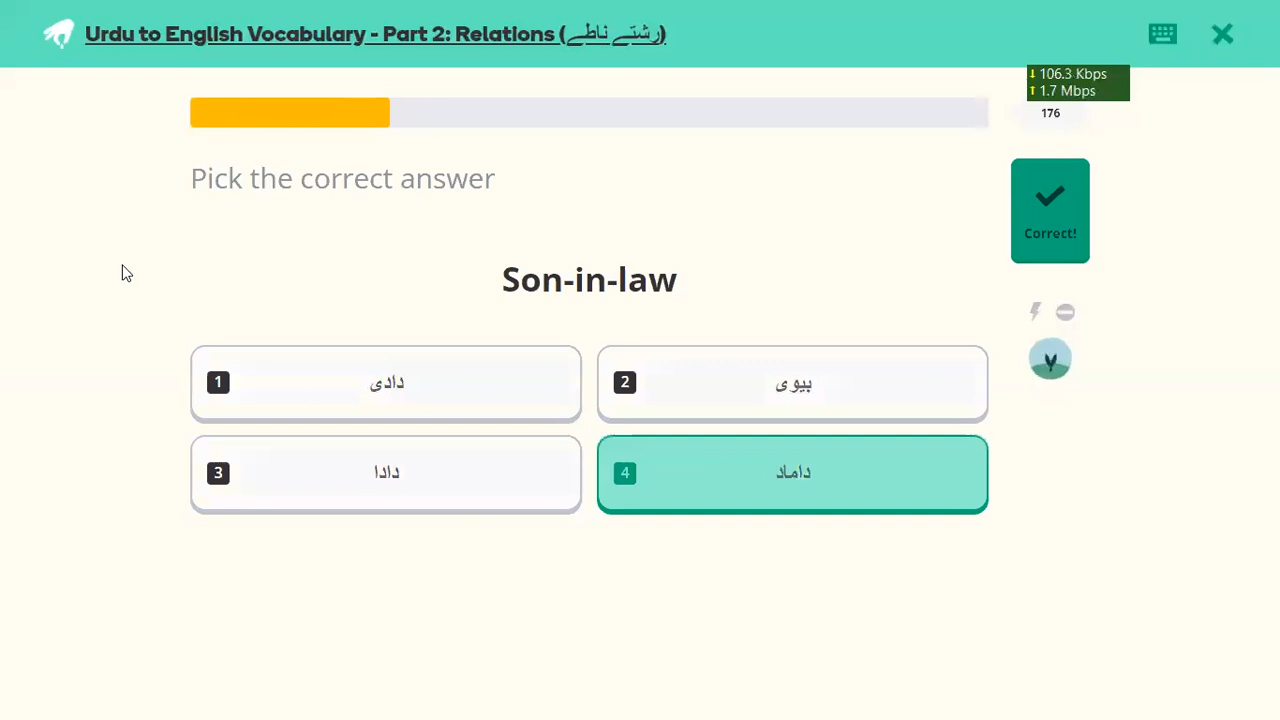 Urdu to English Vocabulary - Part 2: Relations (رشتے ناطے)
↓ 106.3 Kbps
↑ 1.7 Mbps
176
Pick the correct answer
Correct!
Son-in-law
1 دادی
2 بیوی
3 دادا
4 داماد